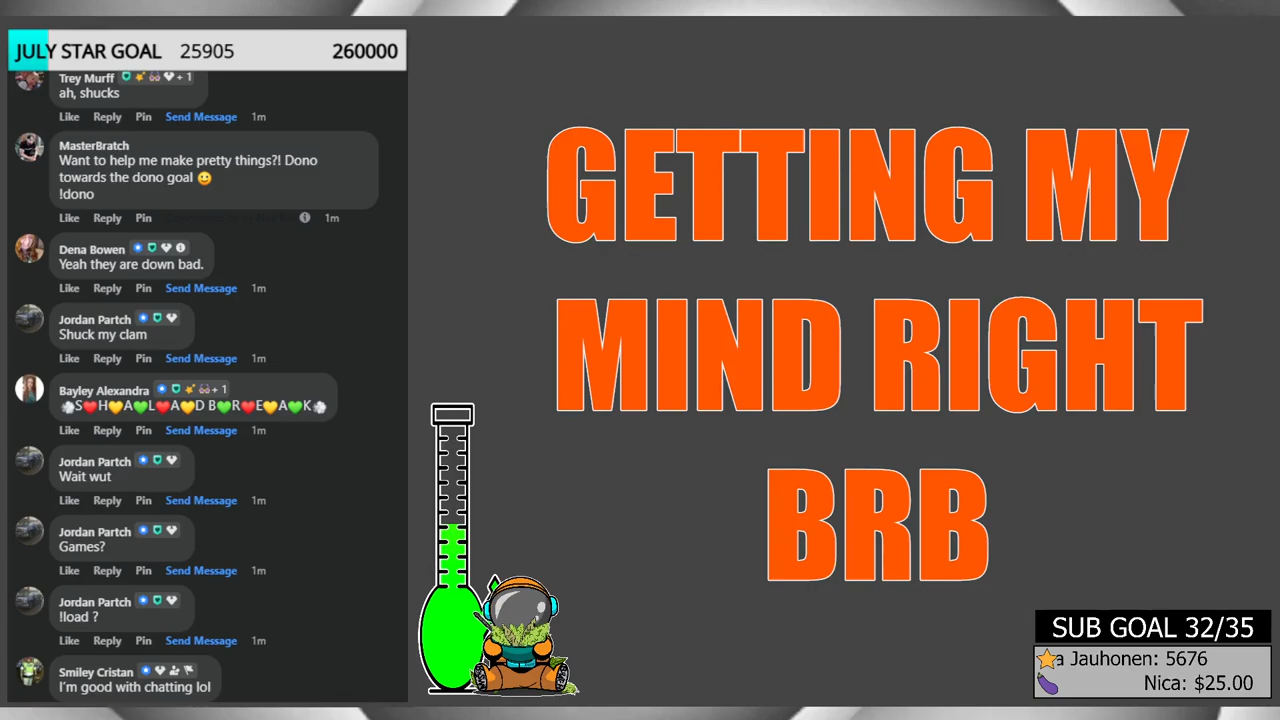 JULY STAR GOAL 25905 260000
Trey Murff + 1
ah, shucks
Like Reply Pin Send Message 1m
MasterBratch
Want to help me make pretty things?! Dono
towards the dono goal 😀
!dono
Like Reply Pin 1m
Dena Bowen
Yeah they are down bad.
Like Reply Pin Send Message 1m
Jordan Partch
Shuck my clam
Like Reply Pin Send Message 1m
Bayley Alexandra + 1
💨S❤️H💛A💚L❤️A💛D B💚R❤️E💛A💚K💨
Like Reply Pin Send Message 1m
Jordan Partch
Wait wut
Like Reply Pin Send Message 1m
Jordan Partch
Games?
Like Reply Pin Send Message 1m
Jordan Partch
!load ?
Like Reply Pin Send Message 1m
Smiley Cristan
I'm good with chatting lol
GETTING MY
MIND RIGHT
BRB
SUB GOAL 32/35
a Jauhonen: 5676
Nica: $25.00